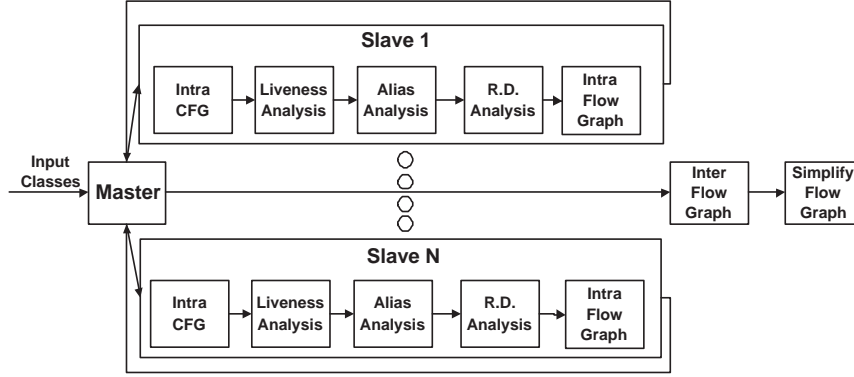 Slave 1
Intra
CFG
Liveness
Analysis
Alias
Analysis
R.D.
Analysis
Intra
Flow
Graph
Input
Classes
Master
Inter
Flow
Graph
Simplify
Flow
Graph
Slave N
Intra
CFG
Liveness
Analysis
Alias
Analysis
R.D.
Analysis
Intra
Flow
Graph